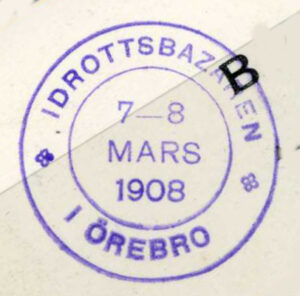 IDROTTSBAZAREN
7—8
MARS
1908
I ÖREBRO
B